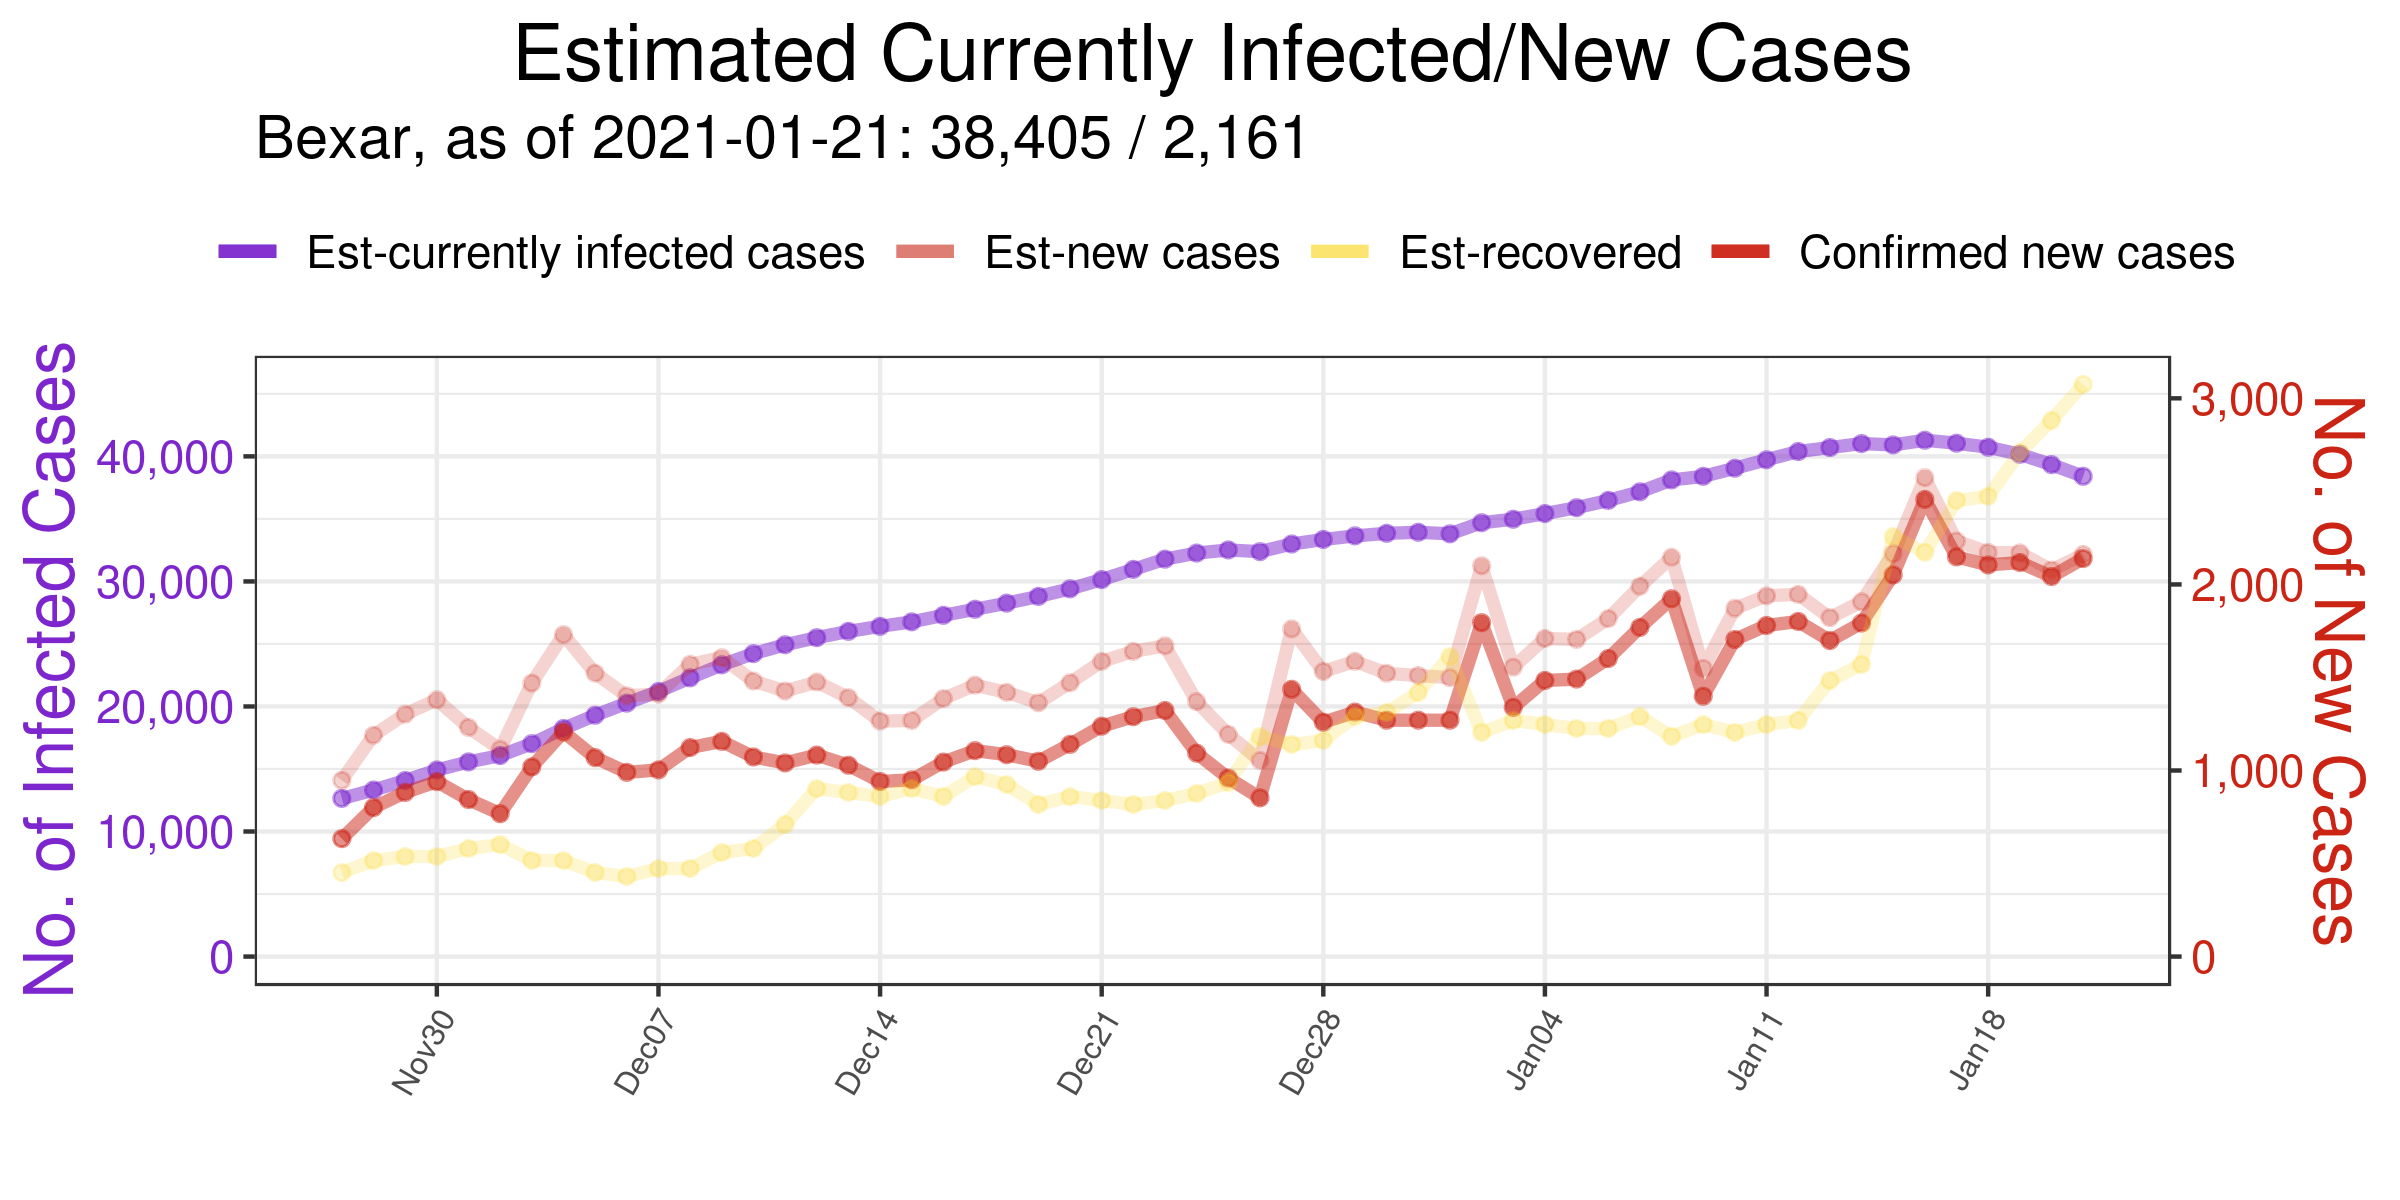 Estimated Currently Infected/New Cases
Bexar, as of 2021-01-21: 38,405 / 2,161
Est-currently infected cases Est-new cases Est-recovered Confirmed new cases
No. of Infected Cases
40,000
30,000
20,000
10,000
0
3,000
2,000
1,000
0
No. of New Cases
Nov30 Dec07 Dec14 Dec21 Dec28 Jan04 Jan11 Jan18